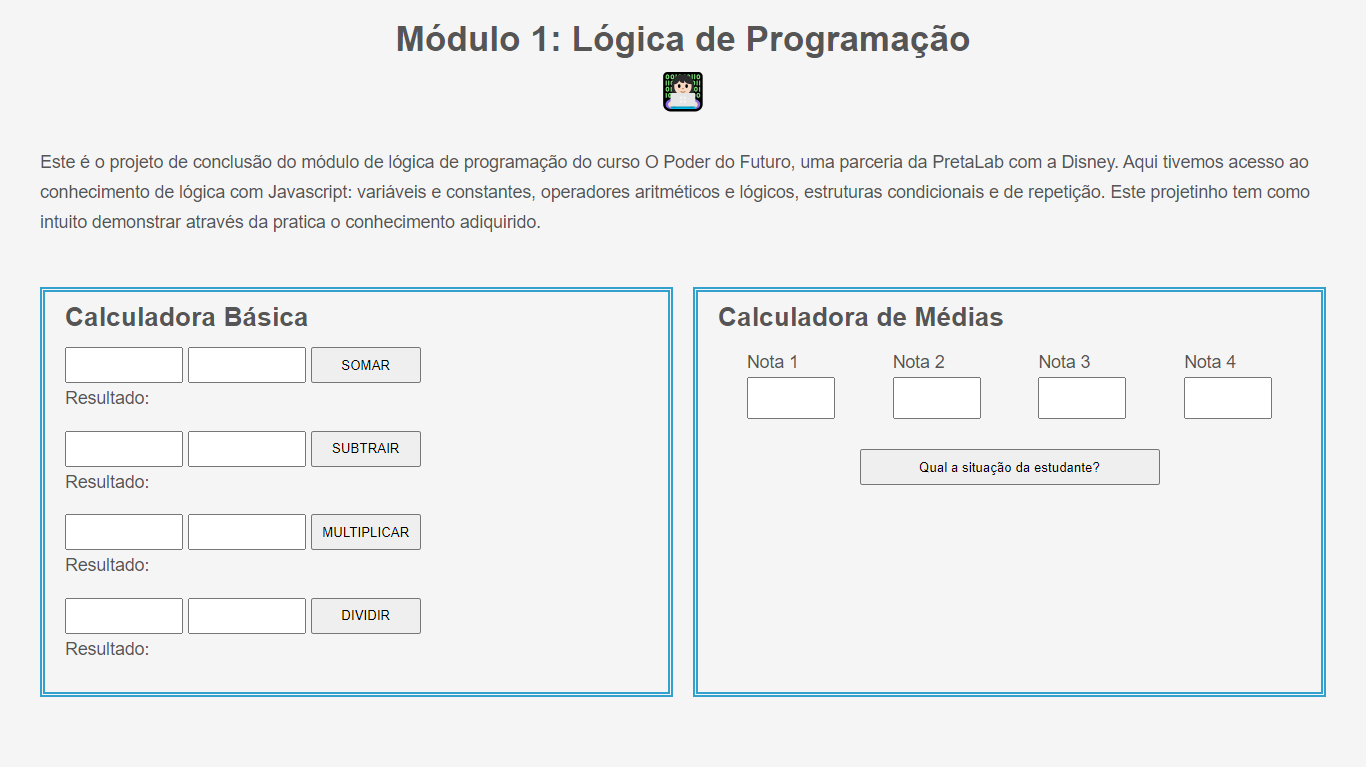 Módulo 1: Lógica de Programação
Este é o projeto de conclusão do módulo de lógica de programação do curso O Poder do Futuro, uma parceria da PretaLab com a Disney. Aqui tivemos acesso ao
conhecimento de lógica com Javascript: variáveis e constantes, operadores aritméticos e lógicos, estruturas condicionais e de repetição. Este projetinho tem como
intuito demonstrar através da pratica o conhecimento adiquirido.
Calculadora Básica
SOMAR
Resultado:
SUBTRAIR
Resultado:
MULTIPLICAR
Resultado:
DIVIDIR
Resultado:
Calculadora de Médias
Nota 1 Nota 2 Nota 3 Nota 4
Qual a situação da estudante?